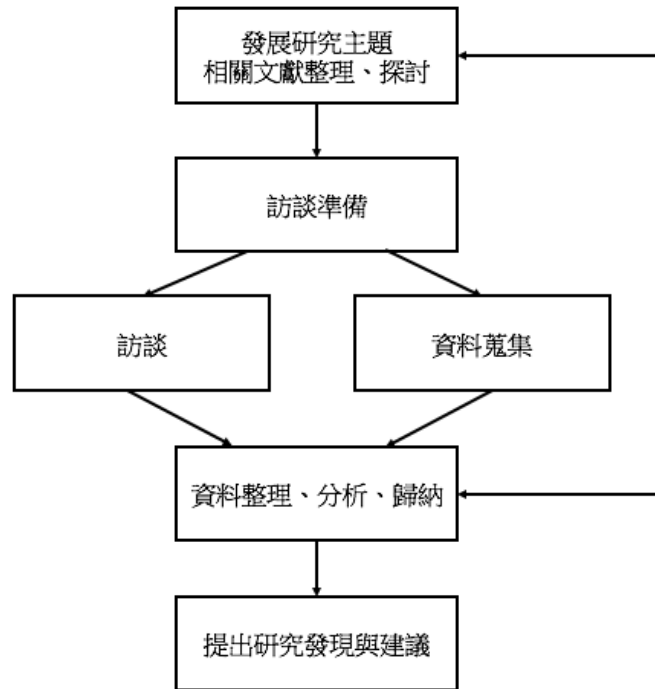 發展研究主題
相關文獻整理、探討
訪談準備
訪談
資料蒐集
資料整理、分析、歸納
提出研究發現與建議